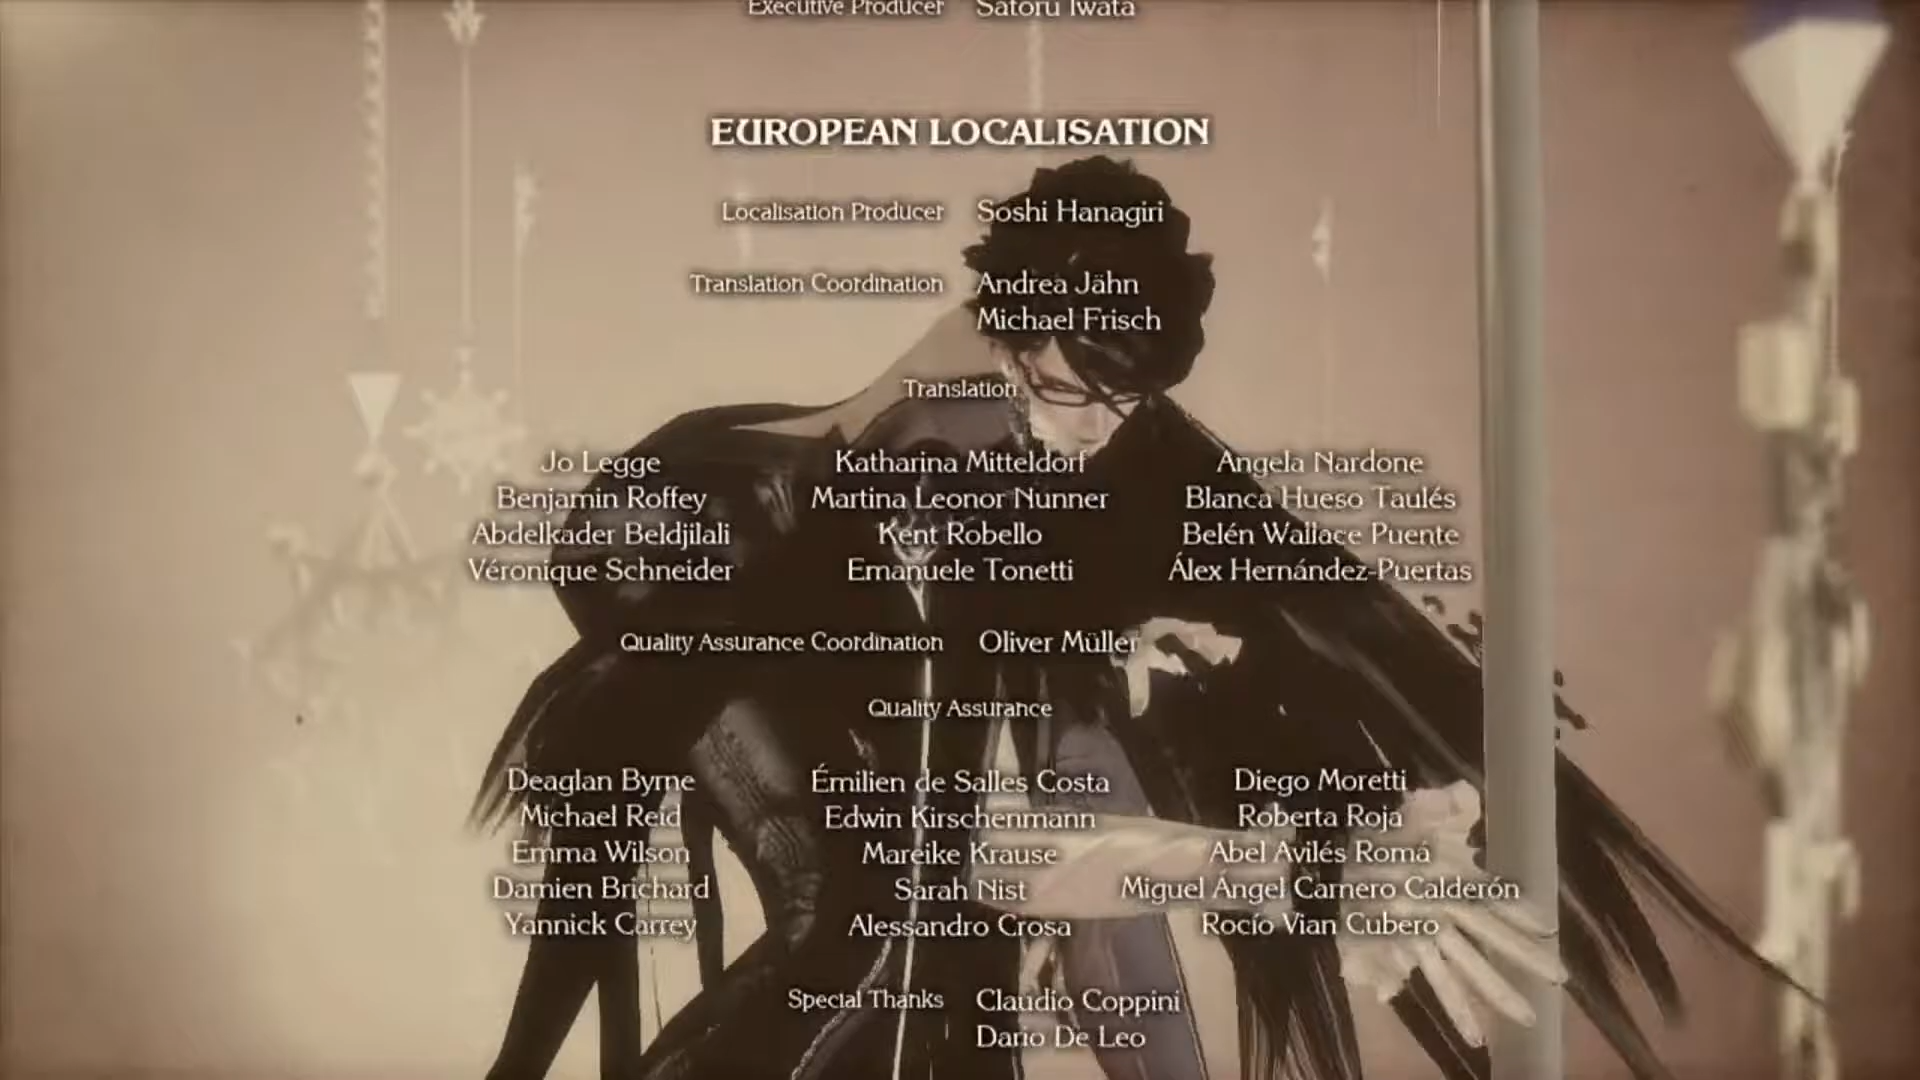 Executive Producer Satoru Iwata
EUROPEAN LOCALISATION
Localisation Producer Soshi Hanagiri
Translation Coordination Andrea Jähn
Michael Frisch
Translation
Jo Legge Katharina Mitteldorf Angela Nardone
Benjamin Roffey Martina Leonor Nunner Blanca Hueso Taulés
Abdelkader Beldjilali Kent Robello Belén Wallace Puente
Véronique Schneider Emanuele Tonetti Álex Hernández-Puertas
Quality Assurance Coordination Oliver Müller
Quality Assurance
Deaglan Byrne Émilien de Salles Costa Diego Moretti
Michael Reid Edwin Kirschenmann Roberta Roja
Emma Wilson Mareike Krause Abel Avilés Romá
Damien Brichard Sarah Nist Miguel Ángel Carnero Calderón
Yannick Carrey Alessandro Crosa Rocío Vian Cubero
Special Thanks Claudio Coppini
Dario De Leo